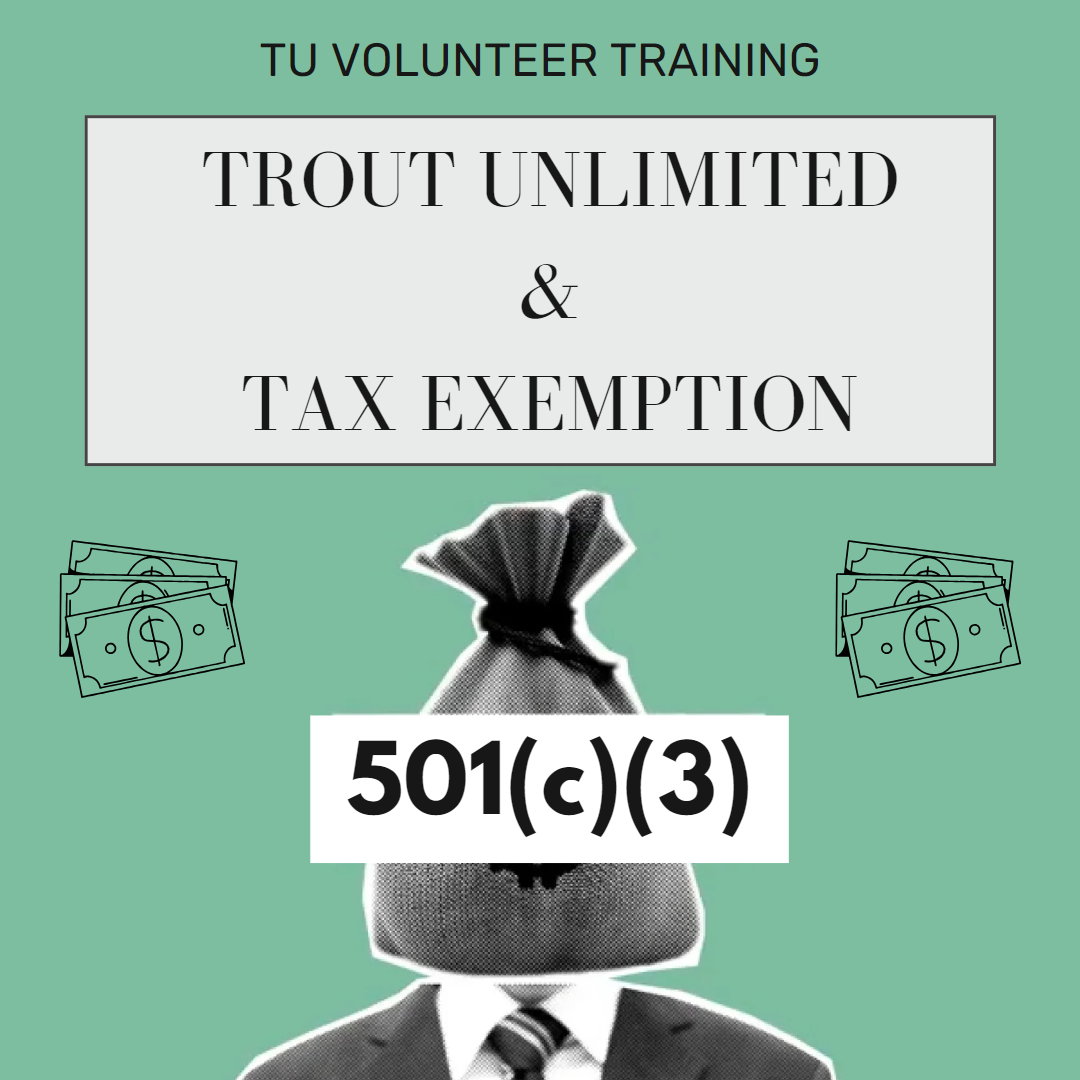 TU VOLUNTEER TRAINING
TROUT UNLIMITED
&
TAX EXEMPTION
$
$
501(c)(3)